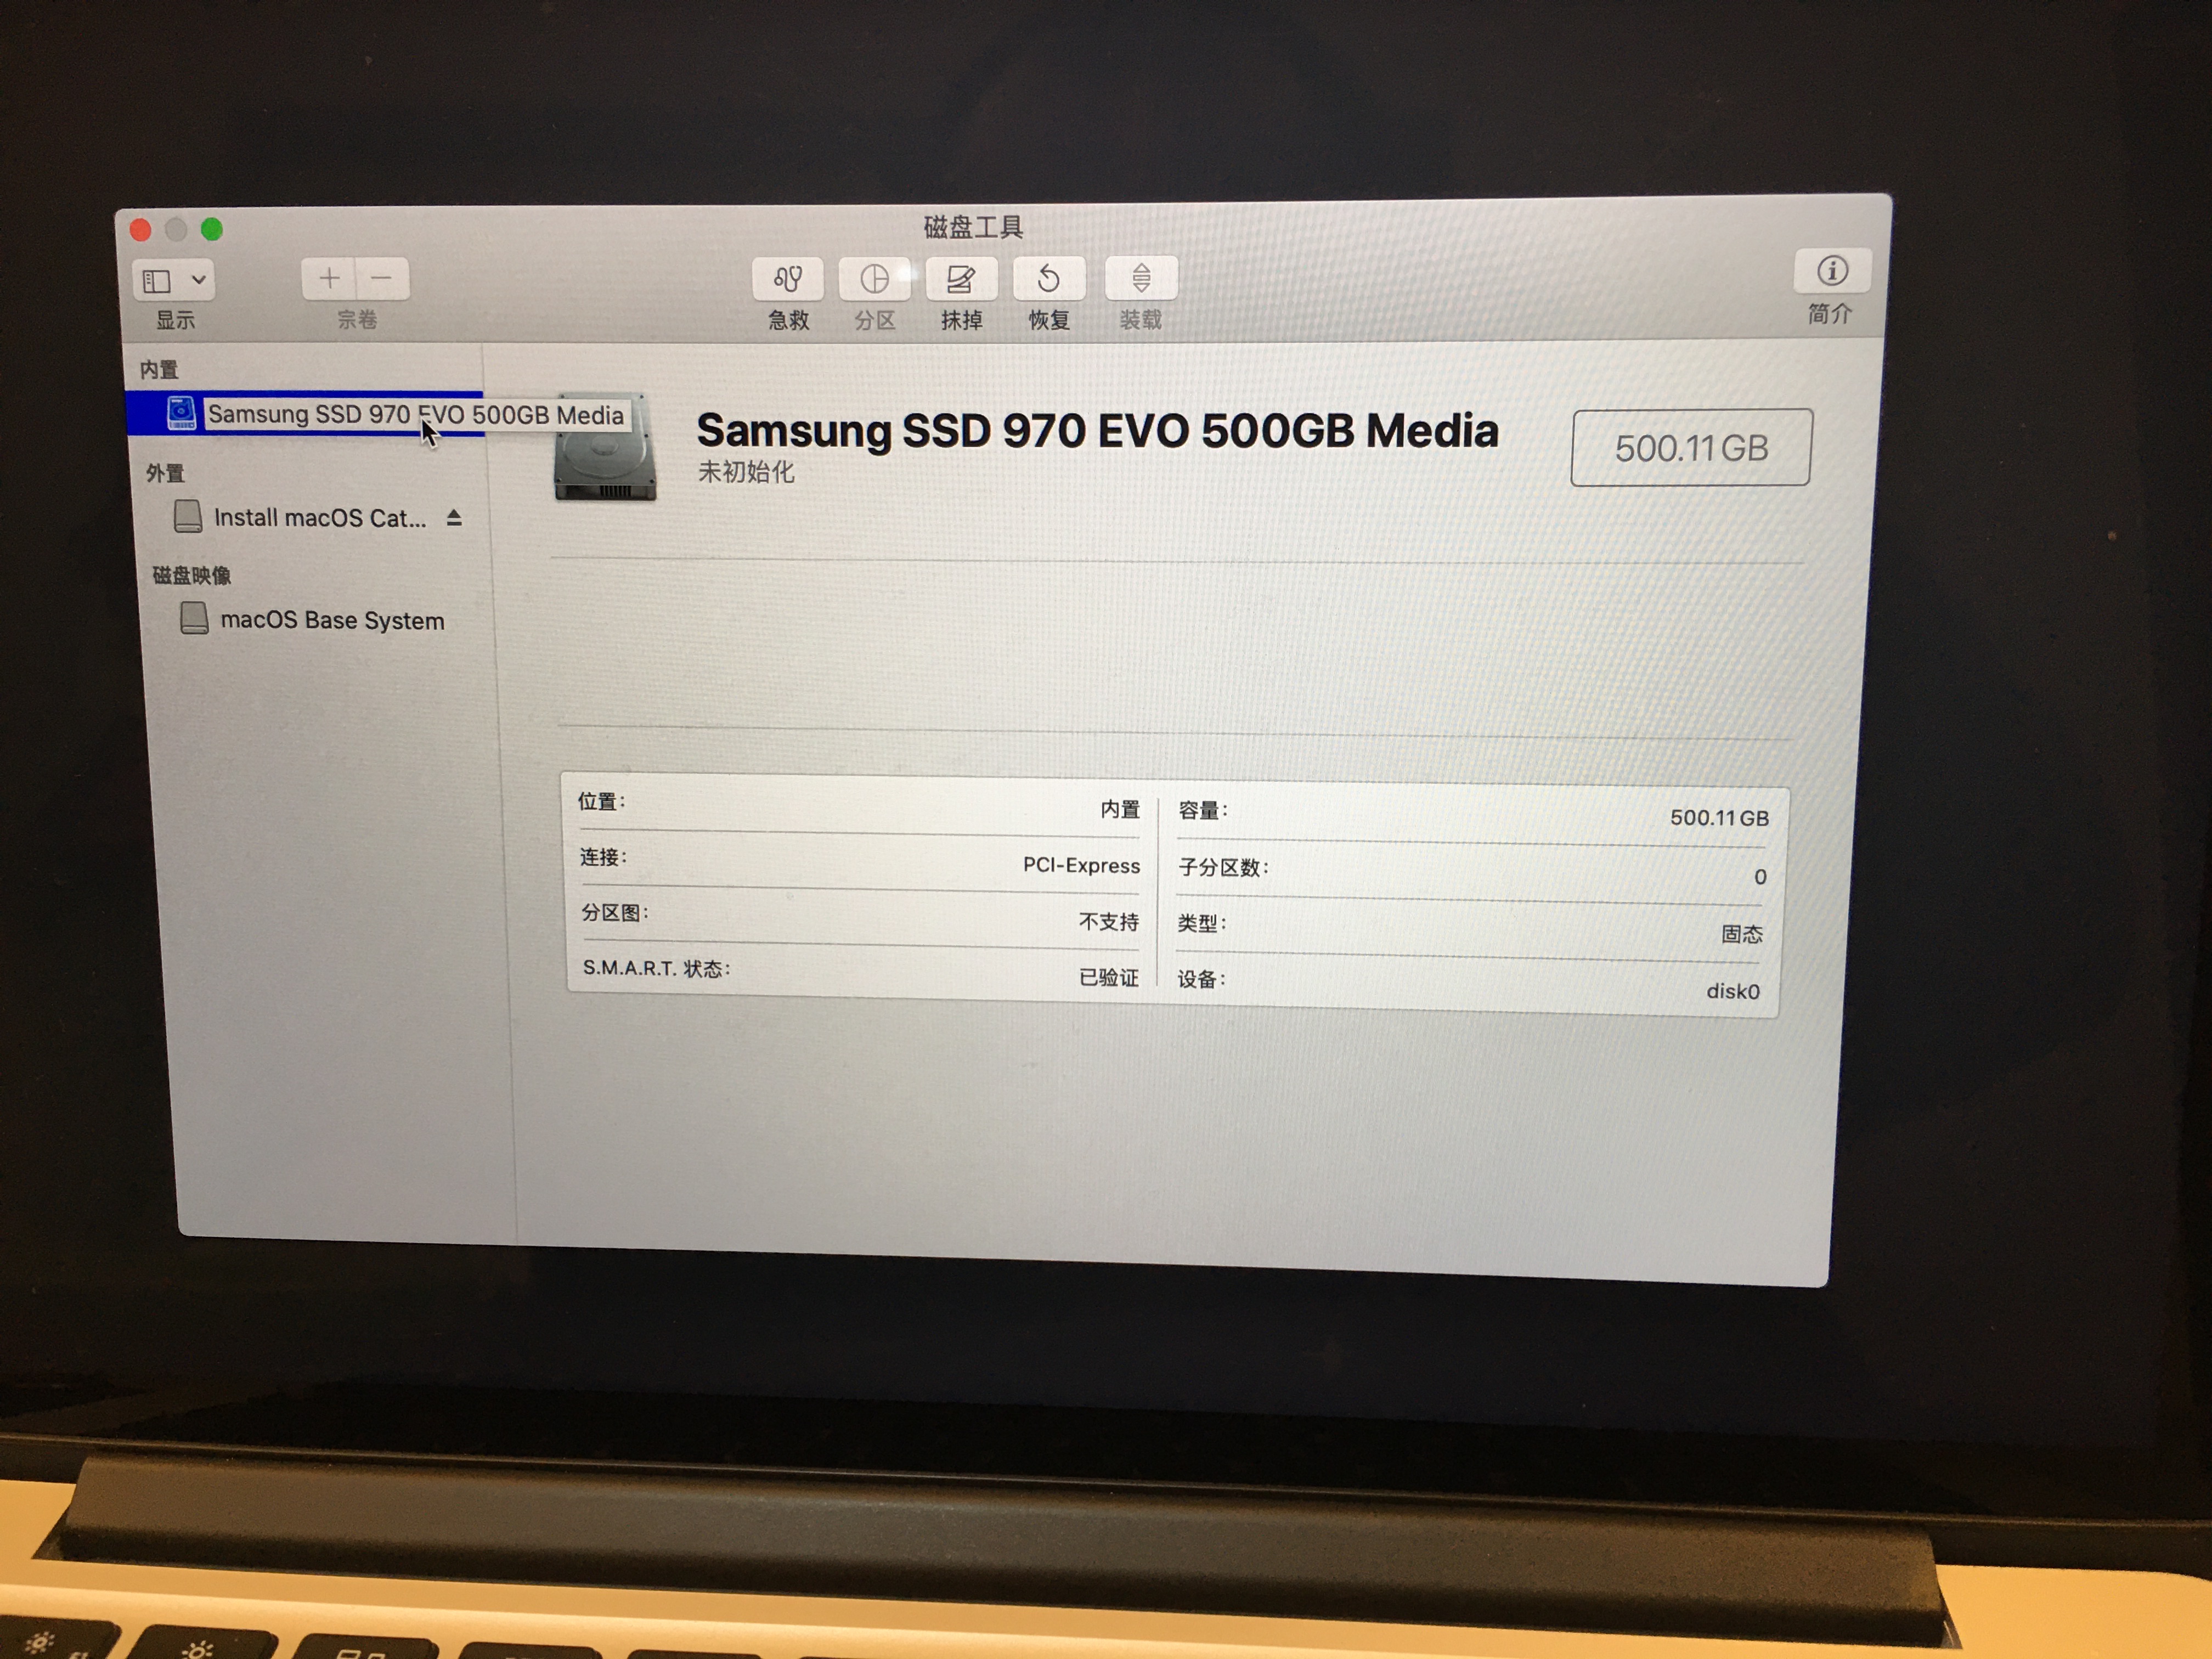 磁盘工具
显示
宗卷
急救
分区
抹掉
恢复
装载
简介
内置
Samsung SSD 970 EVO 500GB Media
外置
Install macOS Cat...
磁盘映像
macOS Base System
Samsung SSD 970 EVO 500GB Media
未初始化
500.11 GB
位置: 内置
连接: PCI-Express
分区图: 不支持
S.M.A.R.T. 状态: 已验证
容量: 500.11 GB
子分区数: 0
类型: 固态
设备: disk0